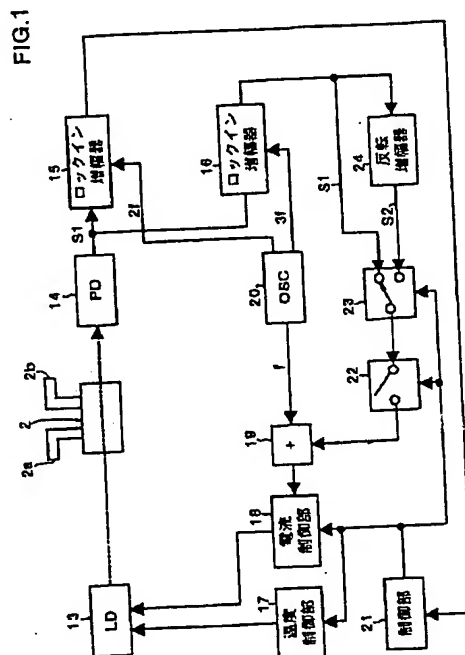 FIG.1
15
ロックイン
増幅器
16
ロックイン
増幅器
24
反転
増幅器
S1
2f
3f
S1
S2
14
PD
20
OSC
23
22
2b
2
2a
f
19
+
18
電流
制御部
17
温度
制御部
13
LD
21
制御部